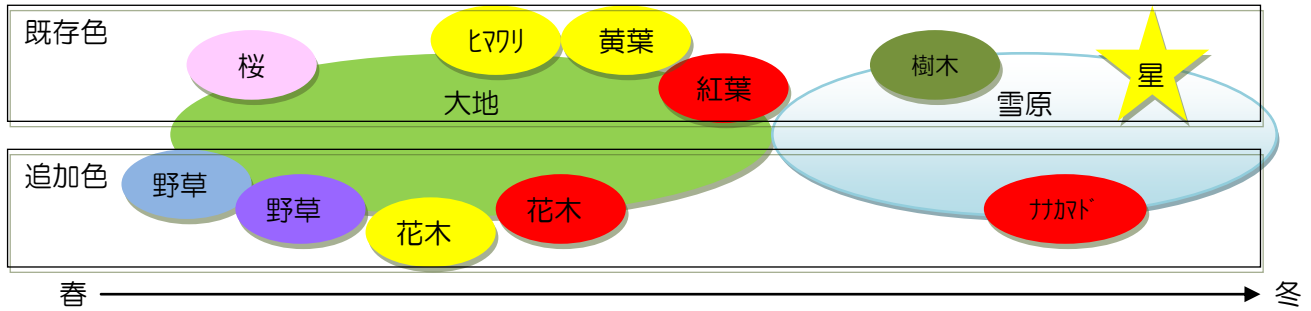 既存色
桜
ﾋﾏﾜﾘ
黄葉
紅葉
大地
樹木
星
雪原
追加色
野草
野草
花木
花木
ﾅﾅｶﾏﾄﾞ
春
冬